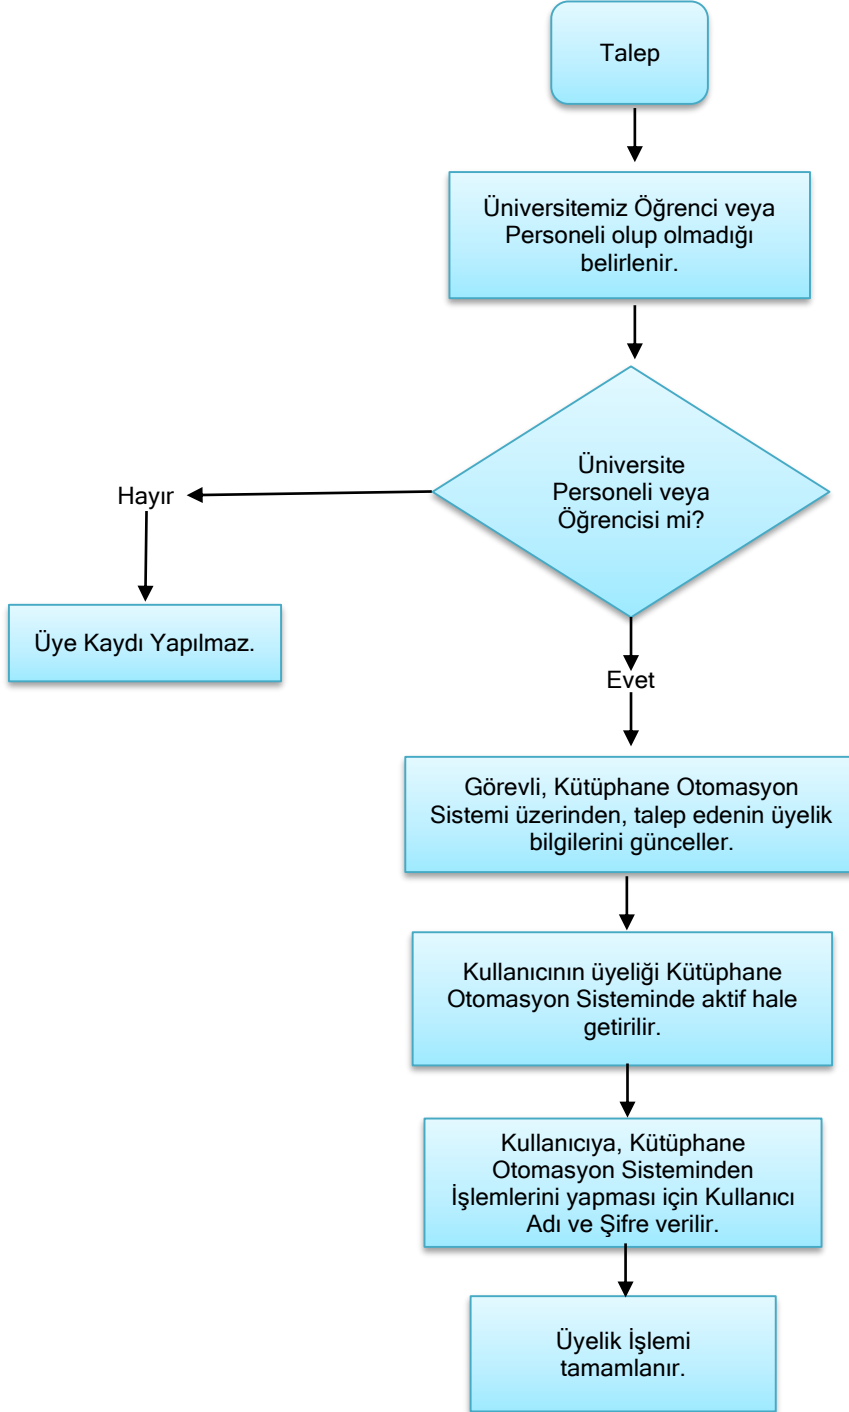 Talep
Üniversitemiz Öğrenci veya
Personeli olup olmadığı
belirlenir.
Üniversite
Personeli veya
Öğrencisi mi?
Hayır
Üye Kaydı Yapılmaz.
Evet
Görevli, Kütüphane Otomasyon
Sistemi üzerinden, talep edenin üyelik
bilgilerini günceller.
Kullanıcının üyeliği Kütüphane
Otomasyon Sisteminde aktif hale
getirilir.
Kullanıcıya, Kütüphane
Otomasyon Sisteminden
İşlemlerini yapması için Kullanıcı
Adı ve Şifre verilir.
Üyelik İşlemi
tamamlanır.